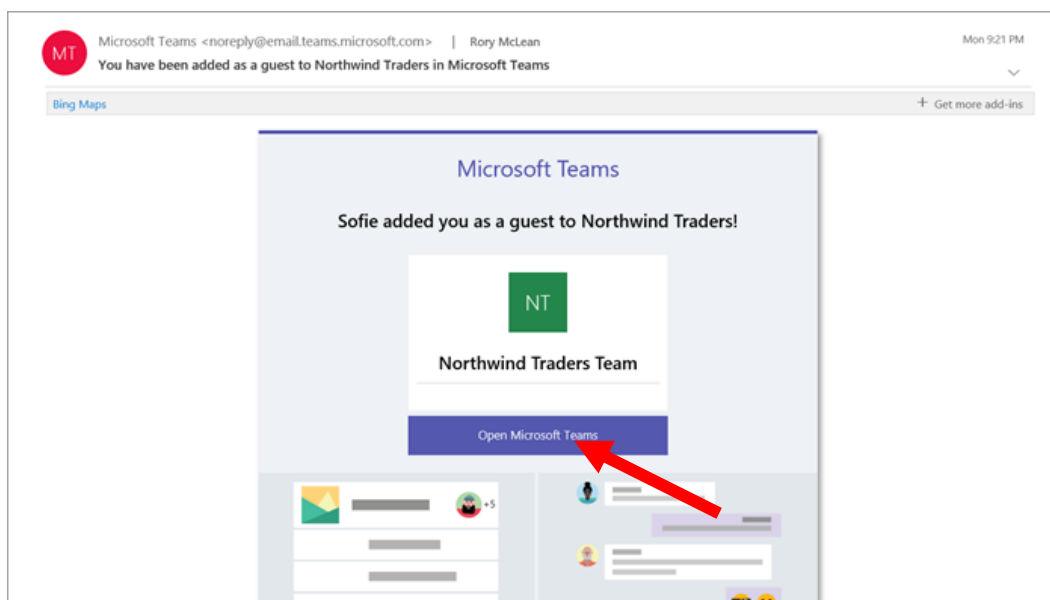 MT
Microsoft Teams <noreply@email.teams.microsoft.com> | Rory McLean
Mon 9:21 PM
You have been added as a guest to Northwind Traders in Microsoft Teams
Bing Maps
+ Get more add-ins
Microsoft Teams
Sofie added you as a guest to Northwind Traders!
NT
Northwind Traders Team
Open Microsoft Teams
+5